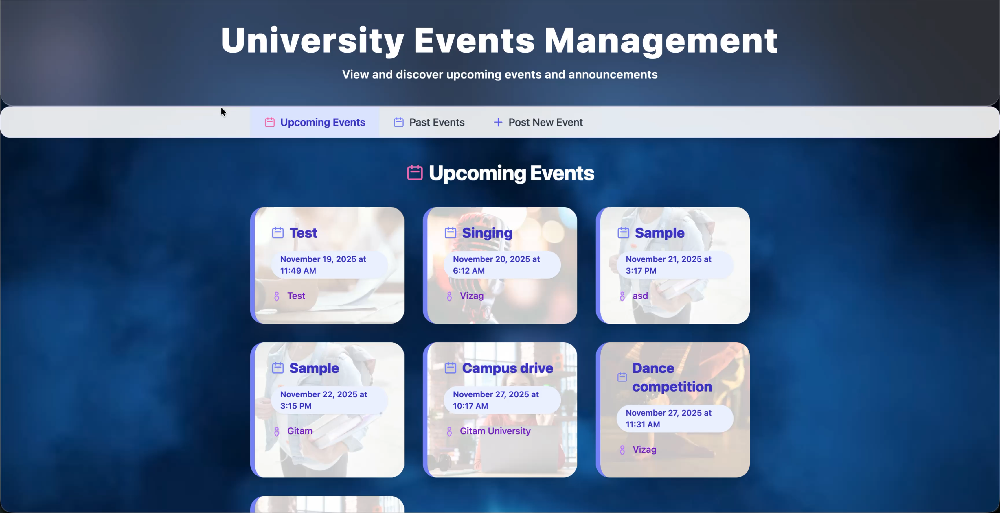 University Events Management
View and discover upcoming events and announcements
Upcoming Events
Past Events
Post New Event
Upcoming Events
Test
November 19, 2025 at
11:49 AM
Test
Singing
November 20, 2025 at
6:12 AM
Vizag
Sample
November 21, 2025 at
3:17 PM
asd
Sample
November 22, 2025 at
3:15 PM
Gitam
Campus drive
November 27, 2025 at
10:17 AM
Gitam University
Dance
competition
November 27, 2025 at
11:31 AM
Vizag